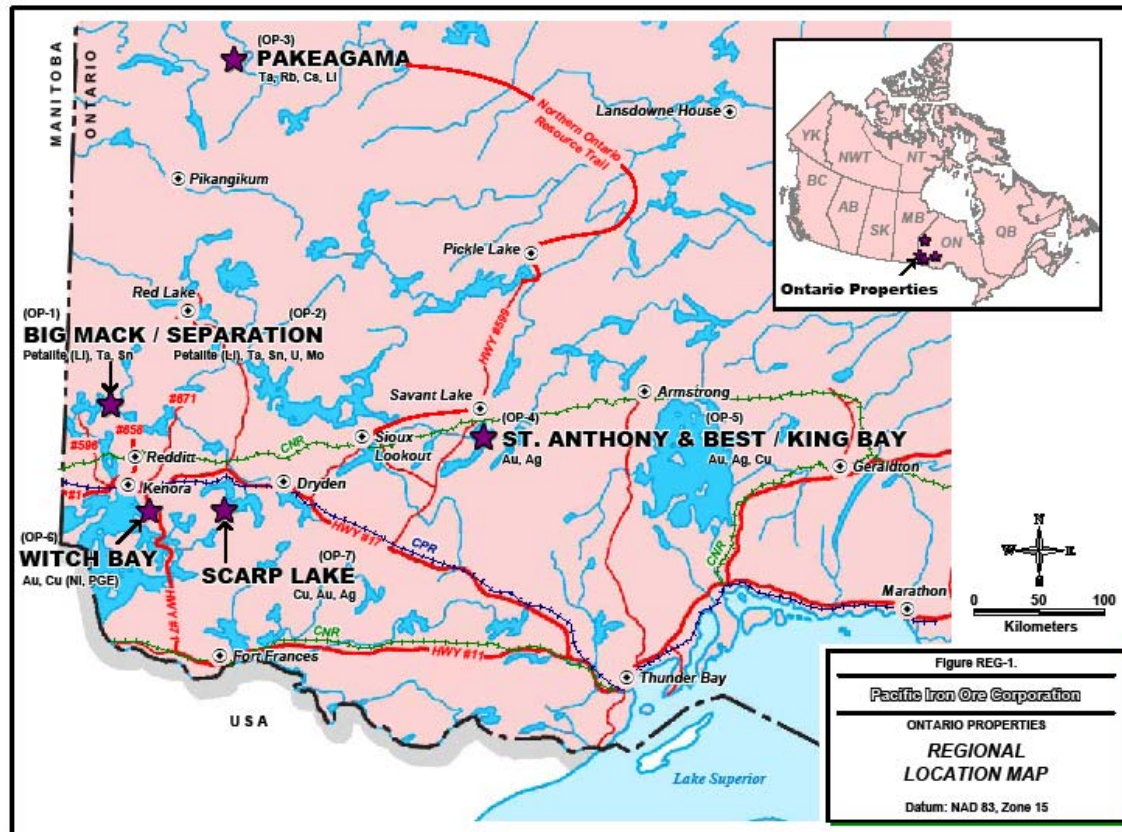 MANITOBA
ONTARIO
(OP-3)
PAKEAGAMA
Ta, Rb, Cs, Li
Northern Ontario
Resource Trail
Lansdowne House
Pikangikum
Pickle Lake
Red Lake
(OP-1)
(OP-2)
BIG MACK / SEPARATION
Petalite (Li), Ta, Sn
Petalite (Li), Ta, Sn, U, Mo
HWY #599
#671
#658
#596
#1
Savant Lake
Armstrong
(OP-4)
(OP-5)
ST. ANTHONY & BEST / KING BAY
Au, Ag
Au, Ag, Cu
CNR
Sioux
Lookout
Redditt
Kenora
Dryden
Geraldton
HWY #17
CPR
CNR
(OP-6)
WITCH BAY
Au, Cu (Ni, PGE)
(OP-7)
SCARP LAKE
Cu, Au, Ag
HWY #71
CNR
Fort Frances
HWY #11
Thunder Bay
Marathon
USA
Lake Superior
YK
NWT
NT
BC
AB
SK
MB
ON
QB
Ontario Properties
N
W
E
S
0 50 100
Kilometers
Figure REG-1.
Pacific Iron Ore Corporation
ONTARIO PROPERTIES
REGIONAL
LOCATION MAP
Datum: NAD 83, Zone 15